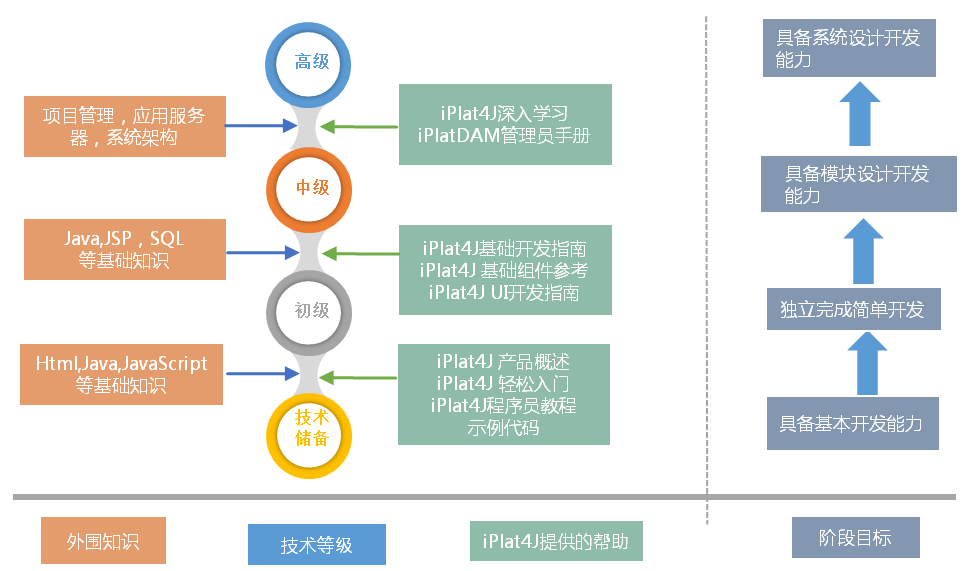 高级
项目管理，应用服务
器，系统架构
iPlat4J深入学习
iPlatDAM管理员手册
中级
Java,JSP，SQL
等基础知识
iPlat4J基础开发指南
iPlat4J 基础组件参考
iPlat4J UI开发指南
初级
Html,Java,JavaScript
等基础知识
iPlat4J 产品概述
iPlat4J 轻松入门
iPlat4J程序员教程
示例代码
技术
储备
具备系统设计开发
能力
具备模块设计开发
能力
独立完成简单开发
具备基本开发能力
外围知识
技术等级
iPlat4J提供的帮助
阶段目标